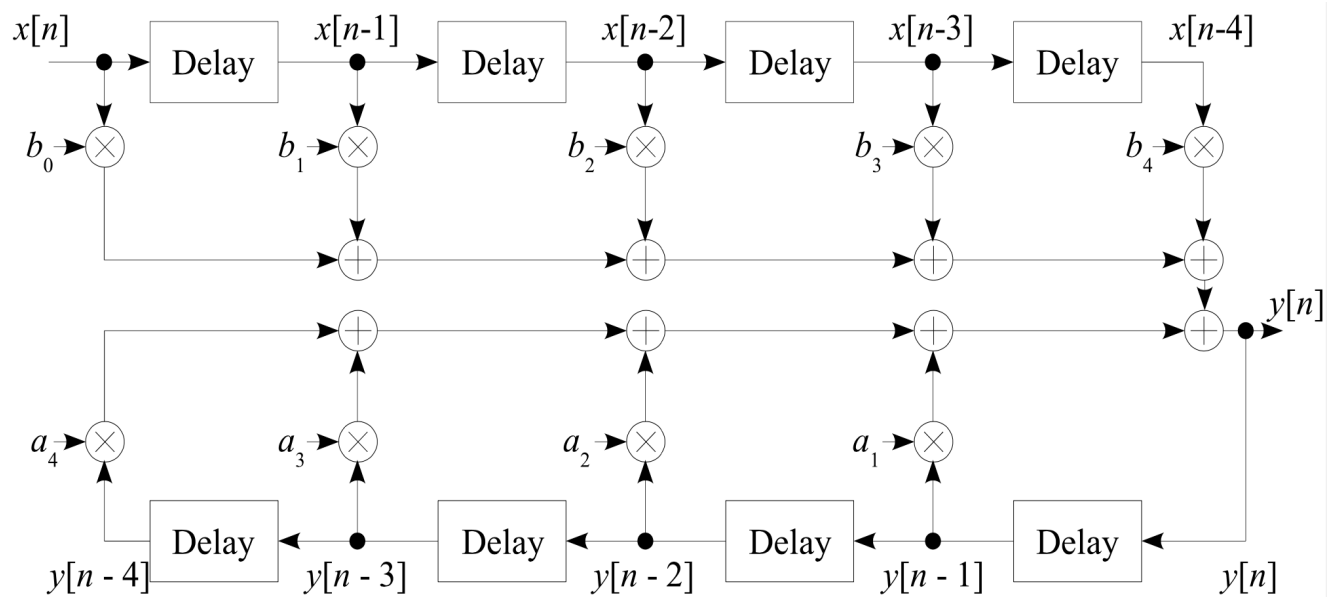 x[n] x[n-1] x[n-2] x[n-3] x[n-4]
Delay Delay Delay Delay
b0 b1 b2 b3 b4
y[n]
a4 a3 a2 a1
Delay Delay Delay Delay
y[n - 4] y[n - 3] y[n - 2] y[n - 1] y[n]